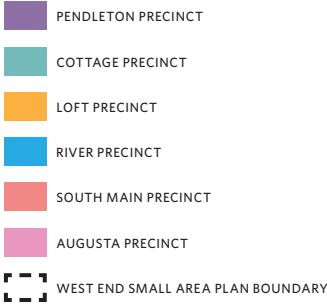 PENDLETON PRECINCT
COTTAGE PRECINCT
LOFT PRECINCT
RIVER PRECINCT
SOUTH MAIN PRECINCT
AUGUSTA PRECINCT
WEST END SMALL AREA PLAN BOUNDARY